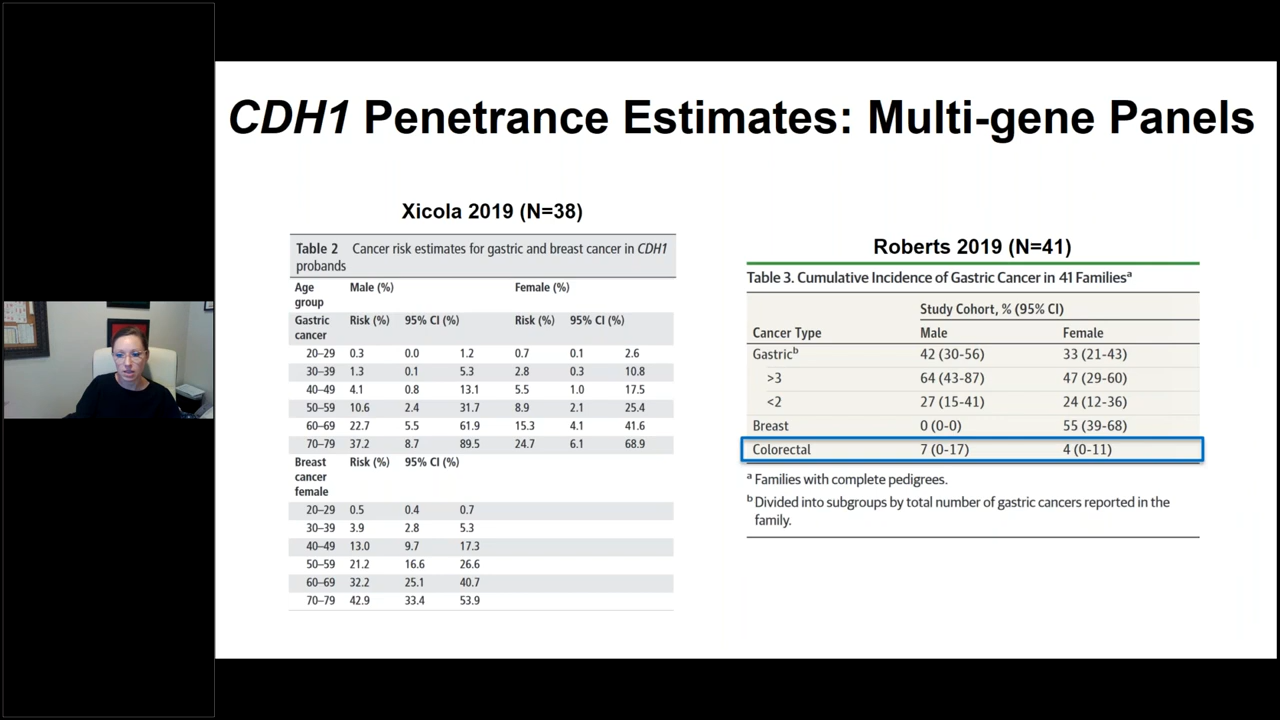 CDH1 Penetrance Estimates: Multi-gene Panels
Xicola 2019 (N=38)
Table 2 Cancer risk estimates for gastric and breast cancer in CDH1
probands
Age group Male (%) Female (%)
Gastric cancer Risk (%) 95% CI (%) Risk (%) 95% CI (%)
20–29 0.3 0.0 1.2 0.7 0.1 2.6
30–39 1.3 0.1 5.3 2.8 0.3 10.8
40–49 4.1 0.8 13.1 5.5 1.0 17.5
50–59 10.6 2.4 31.7 8.9 2.1 25.4
60–69 22.7 5.5 61.9 15.3 4.1 41.6
70–79 37.2 8.7 89.5 24.7 6.1 68.9
Breast cancer female Risk (%) 95% CI (%)
20–29 0.5 0.4 0.7
30–39 3.9 2.8 5.3
40–49 13.0 9.7 17.3
50–59 21.2 16.6 26.6
60–69 32.2 25.1 40.7
70–79 42.9 33.4 53.9
Roberts 2019 (N=41)
Table 3. Cumulative Incidence of Gastric Cancer in 41 Families^a
Study Cohort, % (95% CI)
Cancer Type Male Female
Gastric^b 42 (30-56) 33 (21-43)
>3 64 (43-87) 47 (29-60)
<2 27 (15-41) 24 (12-36)
Breast 0 (0-0) 55 (39-68)
Colorectal 7 (0-17) 4 (0-11)
^a Families with complete pedigrees.
^b Divided into subgroups by total number of gastric cancers reported in the
family.